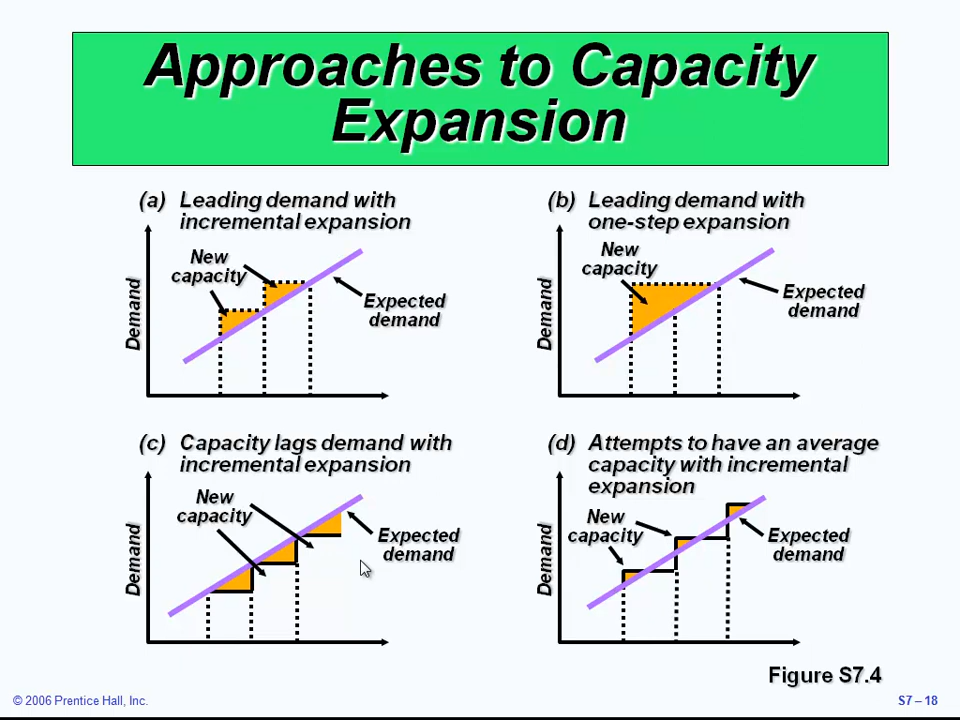 Approaches to Capacity
Expansion
(a) Leading demand with
incremental expansion
New
capacity
Expected
demand
Demand
(b) Leading demand with
one-step expansion
New
capacity
Expected
demand
Demand
(c) Capacity lags demand with
incremental expansion
New
capacity
Expected
demand
Demand
(d) Attempts to have an average
capacity with incremental
expansion
New
capacity
Expected
demand
Demand
Figure S7.4
© 2006 Prentice Hall, Inc.
S7 – 18